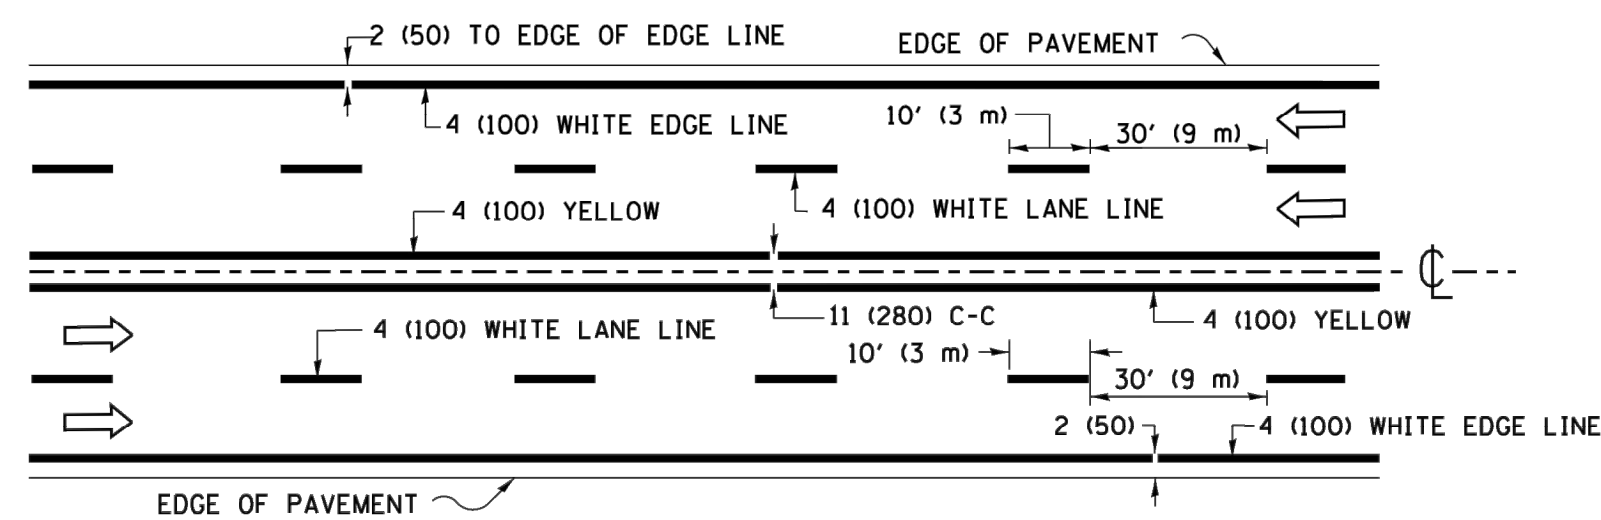 2 (50) TO EDGE OF EDGE LINE
EDGE OF PAVEMENT
4 (100) WHITE EDGE LINE
10' (3 m)
30' (9 m)
4 (100) YELLOW
4 (100) WHITE LANE LINE
℄
11 (280) C-C
4 (100) YELLOW
4 (100) WHITE LANE LINE
10' (3 m)
30' (9 m)
2 (50)
4 (100) WHITE EDGE LINE
EDGE OF PAVEMENT